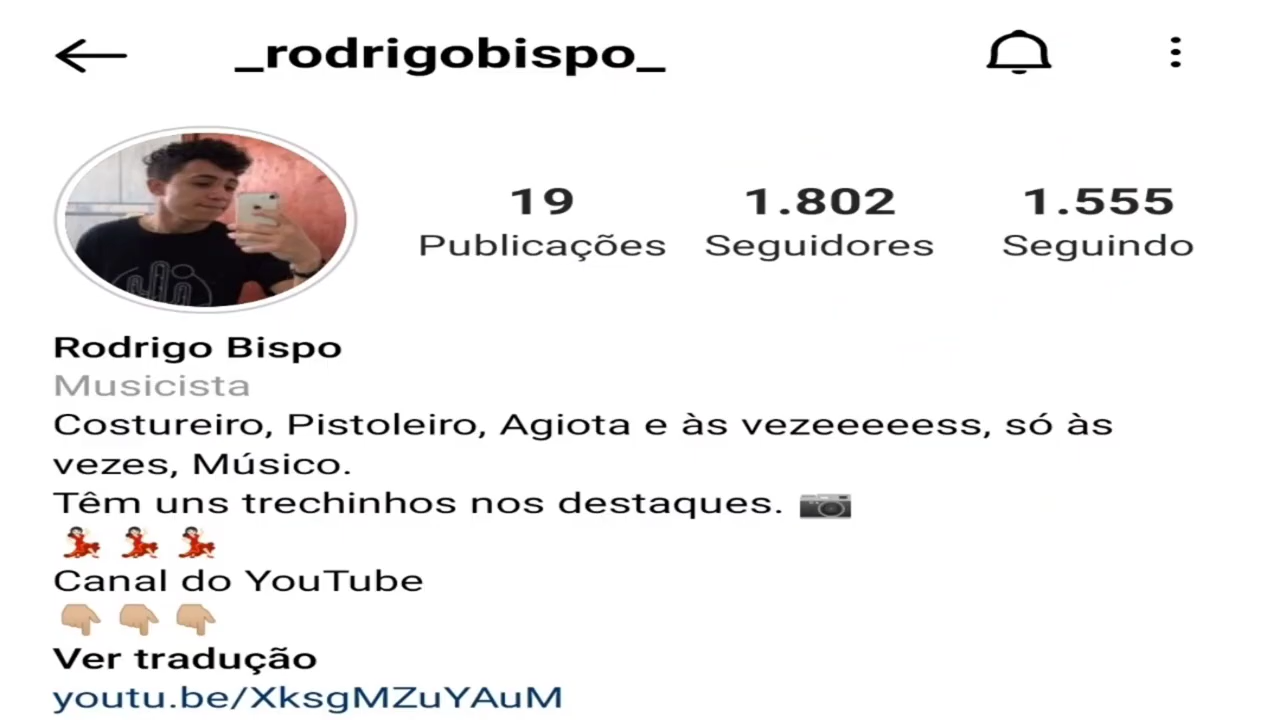 _rodrigobispo_
19 1.802 1.555
Publicações Seguidores Seguindo
Rodrigo Bispo
Musicista
Costureiro, Pistoleiro, Agiota e às vezeeeeess, só às
vezes, Músico.
Têm uns trechinhos nos destaques. 📷
💃💃💃
Canal do YouTube
👇🏼👇🏼👇🏼
Ver tradução
youtu.be/XksgMZuYAuM